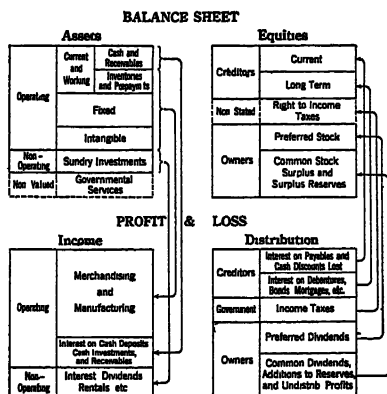 BALANCE SHEET
Assets
Operating
Current
and
Working
Cash and
Receivables
Inventories
and Prepaym ts
Fixed
Intangible
Non-
Operating
Sundry Investments
Non Valued
Governmental
Services
Equities
Creditors
Current
Long Term
Non Stated
Right to Income
Taxes
Owners
Preferred Stock
Common Stock
Surplus and
Surplus Reserves
PROFIT & LOSS
Income
Operating
Merchandising
and
Manufacturing
Interest on Cash Deposits
Cash Investments,
and Receivables
Non-
Operating
Interest Dividends
Rentals etc
Distribution
Creditors
Interest on Payables and
Cash Discounts Lost
Interest on Debentures,
Bonds Mortgages, etc.
Government
Income Taxes
Owners
Preferred Dividends
Common Dividends,
Additions to Reserves,
and Undistrib Profits